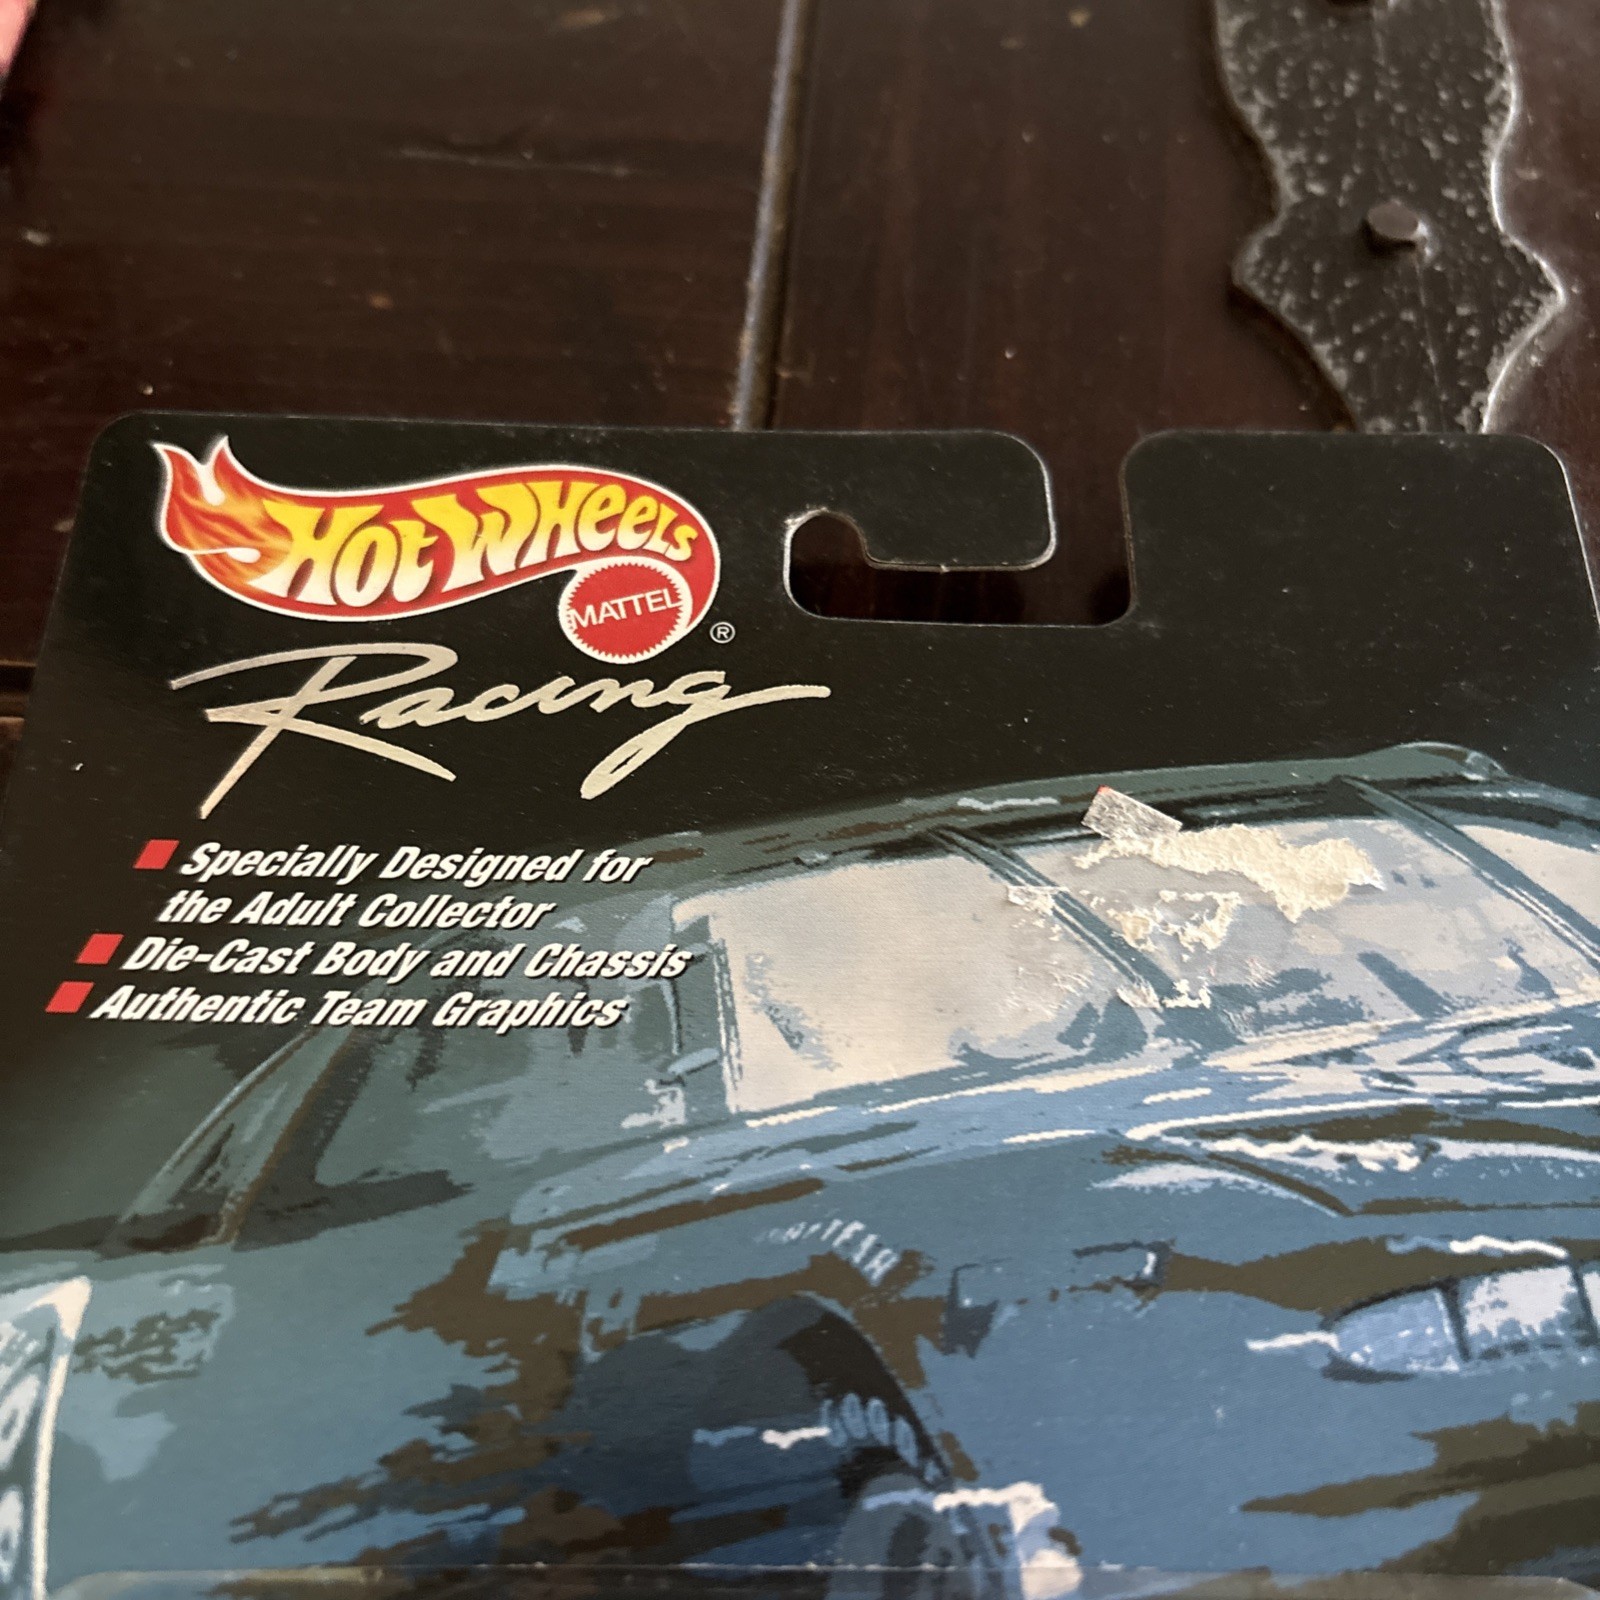 HOT WHEELS
MATTEL
®
Racing
Specially Designed for
the Adult Collector
Die-Cast Body and Chassis
Authentic Team Graphics